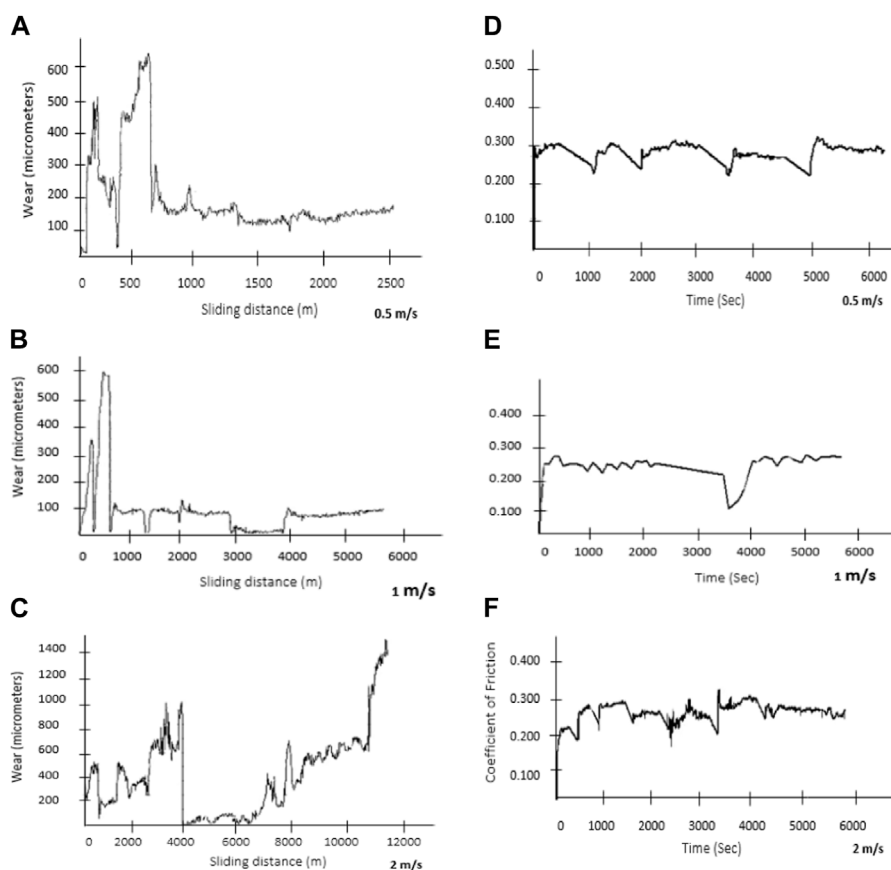 A
Wear (micrometers)
600
500
400
300
200
100
0 500 1000 1500 2000 2500
Sliding distance (m)
0.5 m/s
D
0.500
0.400
0.300
0.200
0.100
0 1000 2000 3000 4000 5000 6000
Time (Sec)
0.5 m/s
B
Wear (micrometers)
600
500
400
300
200
100
0 1000 2000 3000 4000 5000 6000
Sliding distance (m)
1 m/s
E
0.400
0.300
0.200
0.100
0 1000 2000 3000 4000 5000 6000
Time (Sec)
1 m/s
C
Wear (micrometers)
1400
1200
1000
800
600
400
200
0 2000 4000 6000 8000 10000 12000
Sliding distance (m)
2 m/s
F
Coefficient of Friction
0.400
0.300
0.200
0.100
0 1000 2000 3000 4000 5000 6000
Time (Sec)
2 m/s